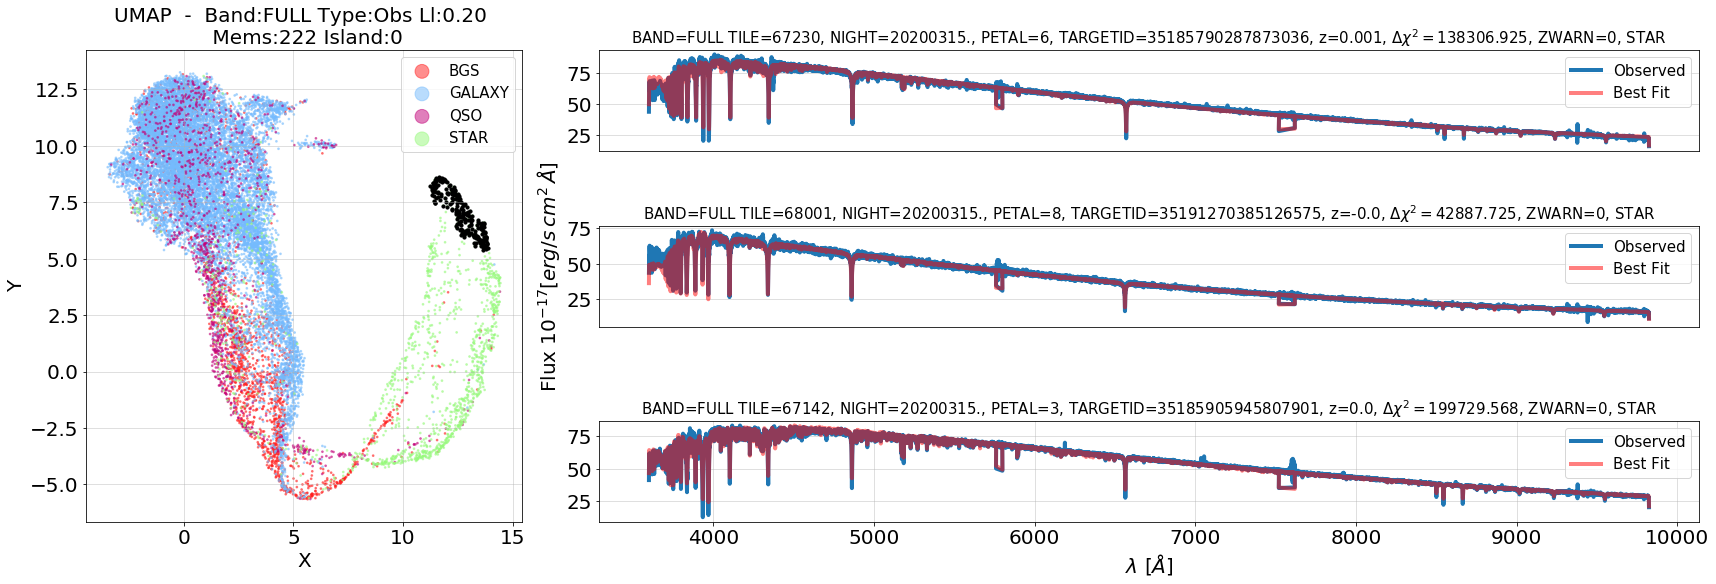 UMAP - Band:FULL Type:Obs Ll:0.20
Mems:222 Island:0
BGS
GALAXY
QSO
STAR
12.5
10.0
7.5
5.0
2.5
0.0
−2.5
−5.0
Y
0
5
10
15
X
BAND=FULL TILE=67230, NIGHT=20200315., PETAL=6, TARGETID=35185790287873036, z=0.001, Δχ²=138306.925, ZWARN=0, STAR
75
50
25
Observed
Best Fit
Flux 10⁻¹⁷[erg/s cm² Å]
BAND=FULL TILE=68001, NIGHT=20200315., PETAL=8, TARGETID=35191270385126575, z=-0.0, Δχ²=42887.725, ZWARN=0, STAR
75
50
25
Observed
Best Fit
BAND=FULL TILE=67142, NIGHT=20200315., PETAL=3, TARGETID=35185905945807901, z=0.0, Δχ²=199729.568, ZWARN=0, STAR
75
50
25
Observed
Best Fit
4000
5000
6000
7000
8000
9000
10000
λ [Å]